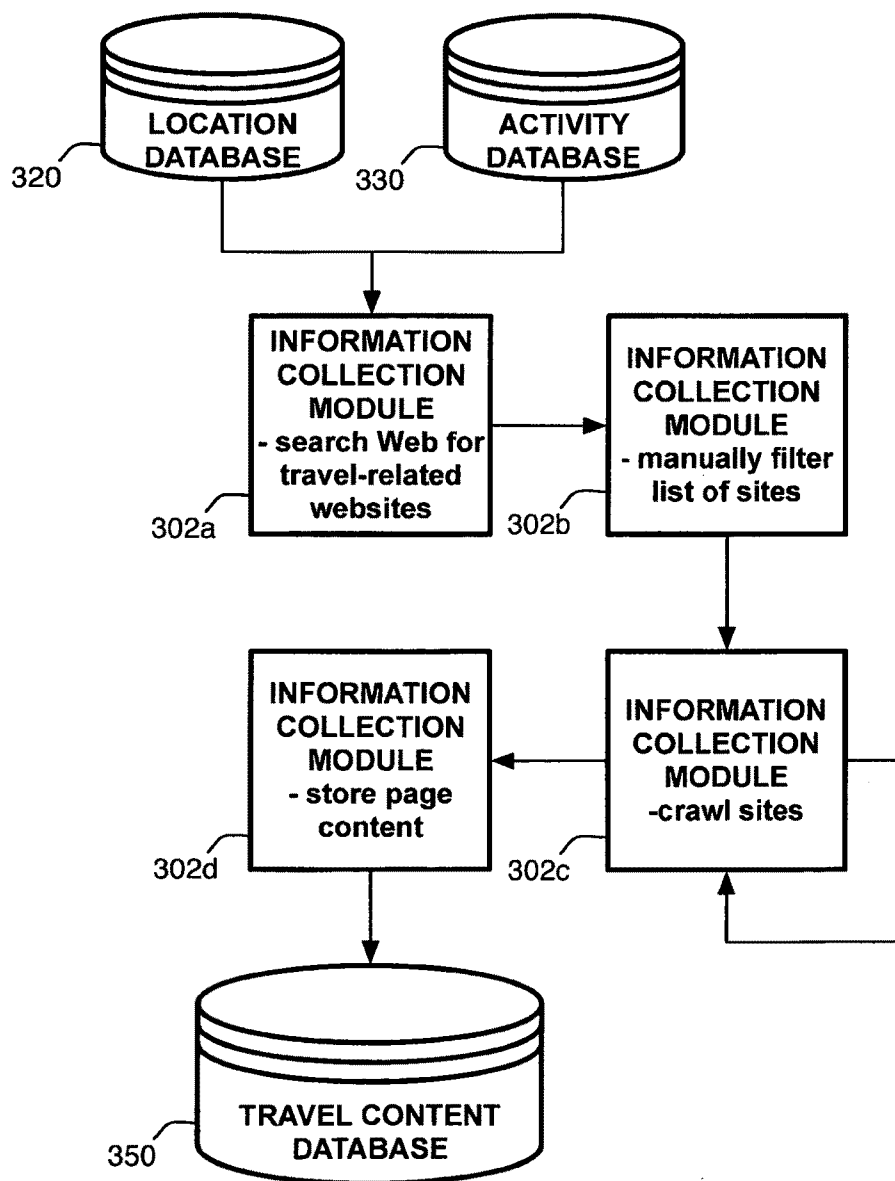 LOCATION
DATABASE
320
ACTIVITY
DATABASE
330
INFORMATION
COLLECTION
MODULE
- search Web for
travel-related
websites
302a
INFORMATION
COLLECTION
MODULE
- manually filter
list of sites
302b
INFORMATION
COLLECTION
MODULE
- store page
content
302d
INFORMATION
COLLECTION
MODULE
-crawl sites
302c
TRAVEL CONTENT
DATABASE
350